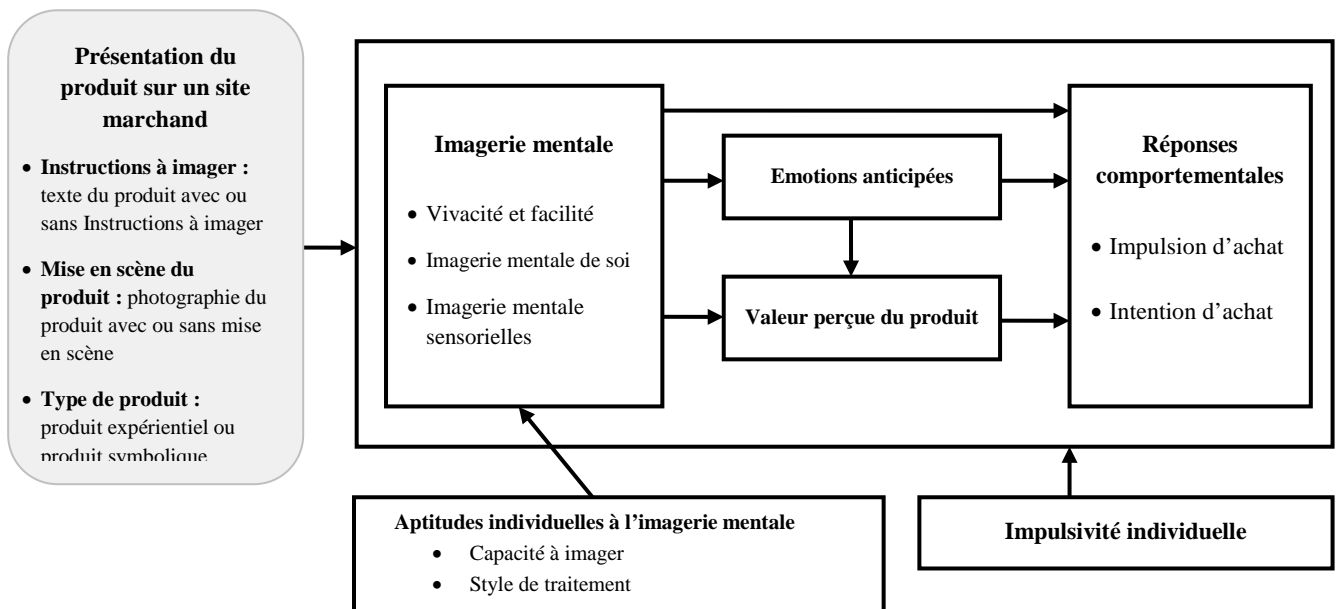 Présentation du
produit sur un site
marchand
• Instructions à imager :
texte du produit avec ou
sans Instructions à imager
• Mise en scène du
produit : photographie du
produit avec ou sans mise
en scène
• Type de produit :
produit expérientiel ou
produit symbolique
Imagerie mentale
• Vivacité et facilité
• Imagerie mentale de soi
• Imagerie mentale
sensorielles
Emotions anticipées
Valeur perçue du produit
Réponses
comportementales
• Impulsion d’achat
• Intention d’achat
Aptitudes individuelles à l’imagerie mentale
• Capacité à imager
• Style de traitement
Impulsivité individuelle